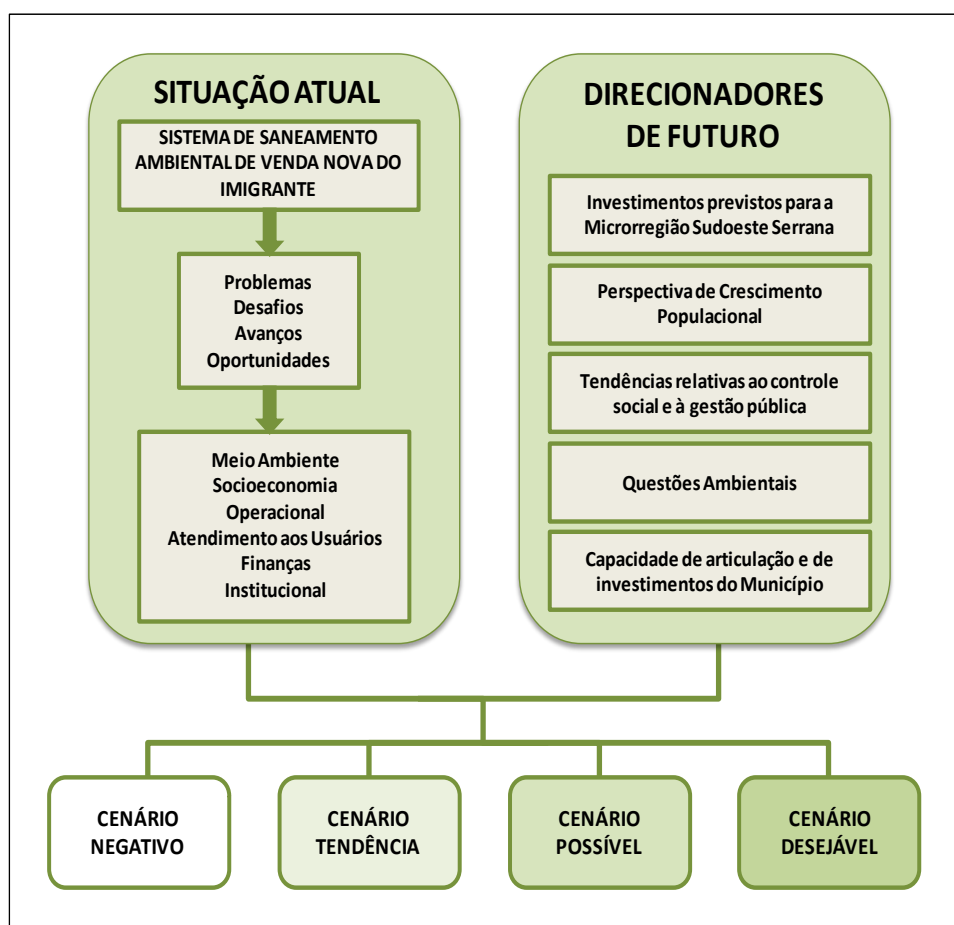 SITUAÇÃO ATUAL
SISTEMA DE SANEAMENTO
AMBIENTAL DE VENDA NOVA DO
IMIGRANTE
Problemas
Desafios
Avanços
Oportunidades
Meio Ambiente
Socioeconomia
Operacional
Atendimento aos Usuários
Finanças
Institucional
DIRECIONADORES
DE FUTURO
Investimentos previstos para a
Microrregião Sudoeste Serrana
Perspectiva de Crescimento
Populacional
Tendências relativas ao controle
social e à gestão pública
Questões Ambientais
Capacidade de articulação e de
investimentos do Município
CENÁRIO
NEGATIVO
CENÁRIO
TENDÊNCIA
CENÁRIO
POSSÍVEL
CENÁRIO
DESEJÁVEL